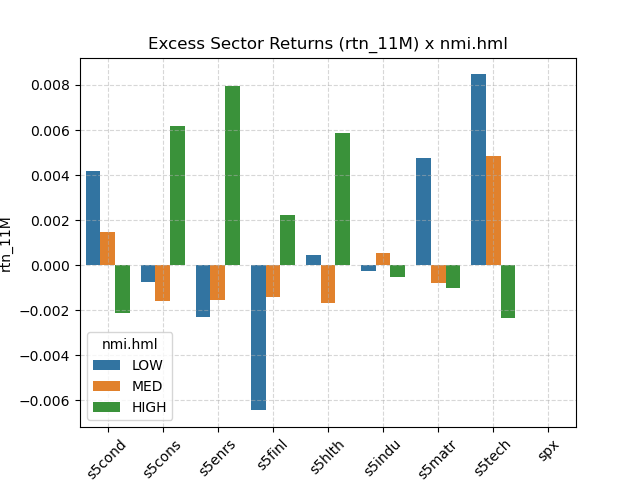 Excess Sector Returns (rtn_11M) x nmi.hml
rtn_11M
0.008
0.006
0.004
0.002
0.000
−0.002
−0.004
−0.006
nmi.hml
LOW
MED
HIGH
s5cond
s5cons
s5enrs
s5finl
s5hlth
s5indu
s5matr
s5tech
spx